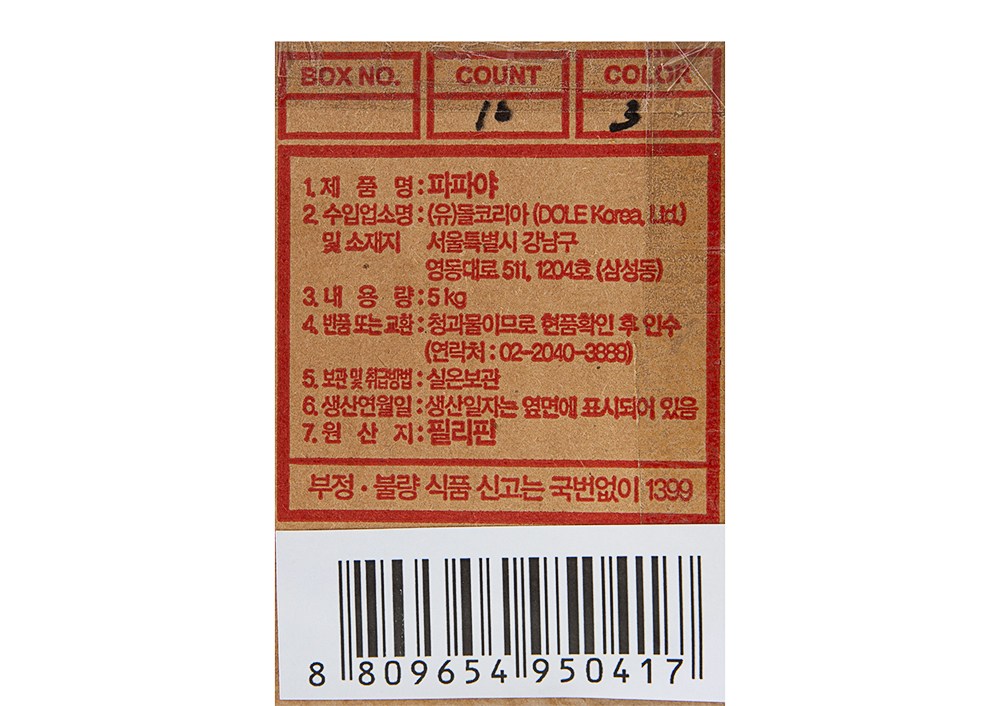 BOX NO. COUNT COLOR
3
1. 제 품 명 : 파파야
2. 수입업소명 : (유)돌코리아 (DOLE Korea, Ltd.)
및 소재지 서울특별시 강남구
영동대로 511, 1204호 (삼성동)
3. 내 용 량 : 5 kg
4. 반품 또는 교환 : 청과물이므로 현품확인 후 인수
(연락처 : 02-2040-3888)
5. 보관 및 취급방법 : 실온보관
6. 생산연월일 : 생산일자는 옆면에 표시되어 있음
7. 원 산 지 : 필리핀
부정 · 불량 식품 신고는 국번없이 1399
8 809654 950417